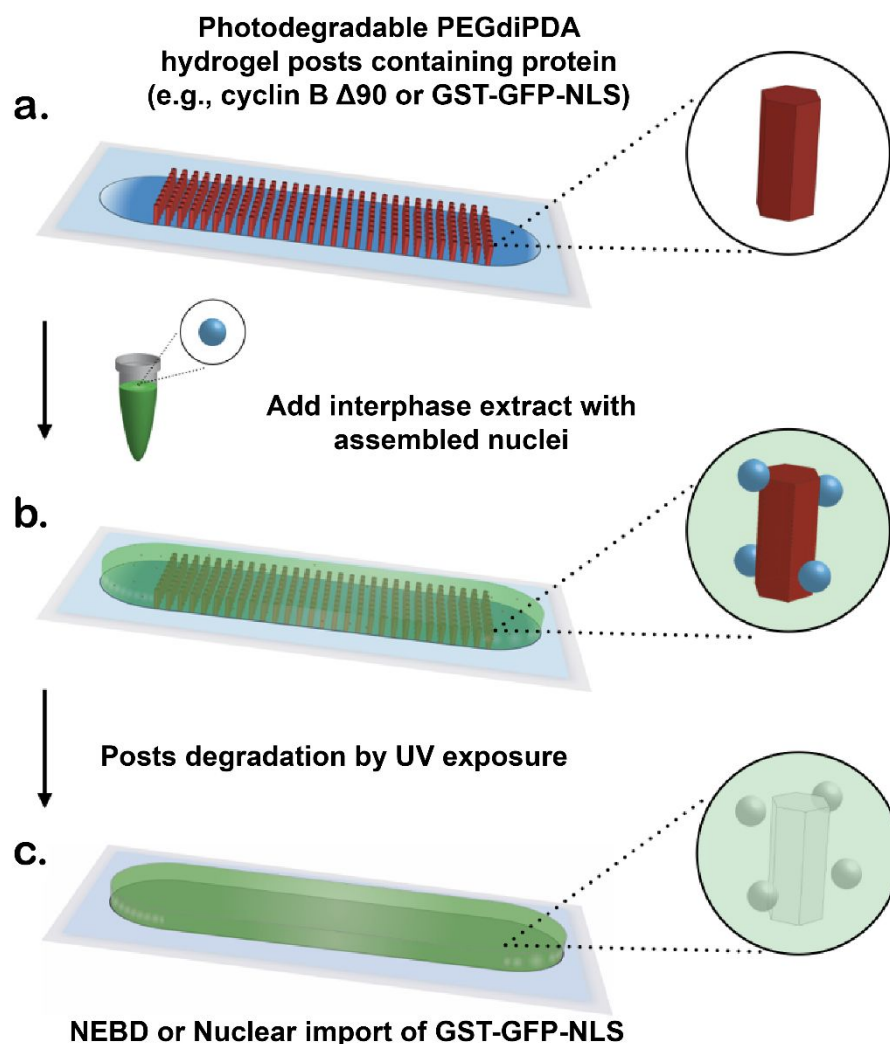 Photodegradable PEGdiPDA
hydrogel posts containing protein
(e.g., cyclin B Δ90 or GST-GFP-NLS)
a.
Add interphase extract with
assembled nuclei
b.
Posts degradation by UV exposure
c.
NEBD or Nuclear import of GST-GFP-NLS